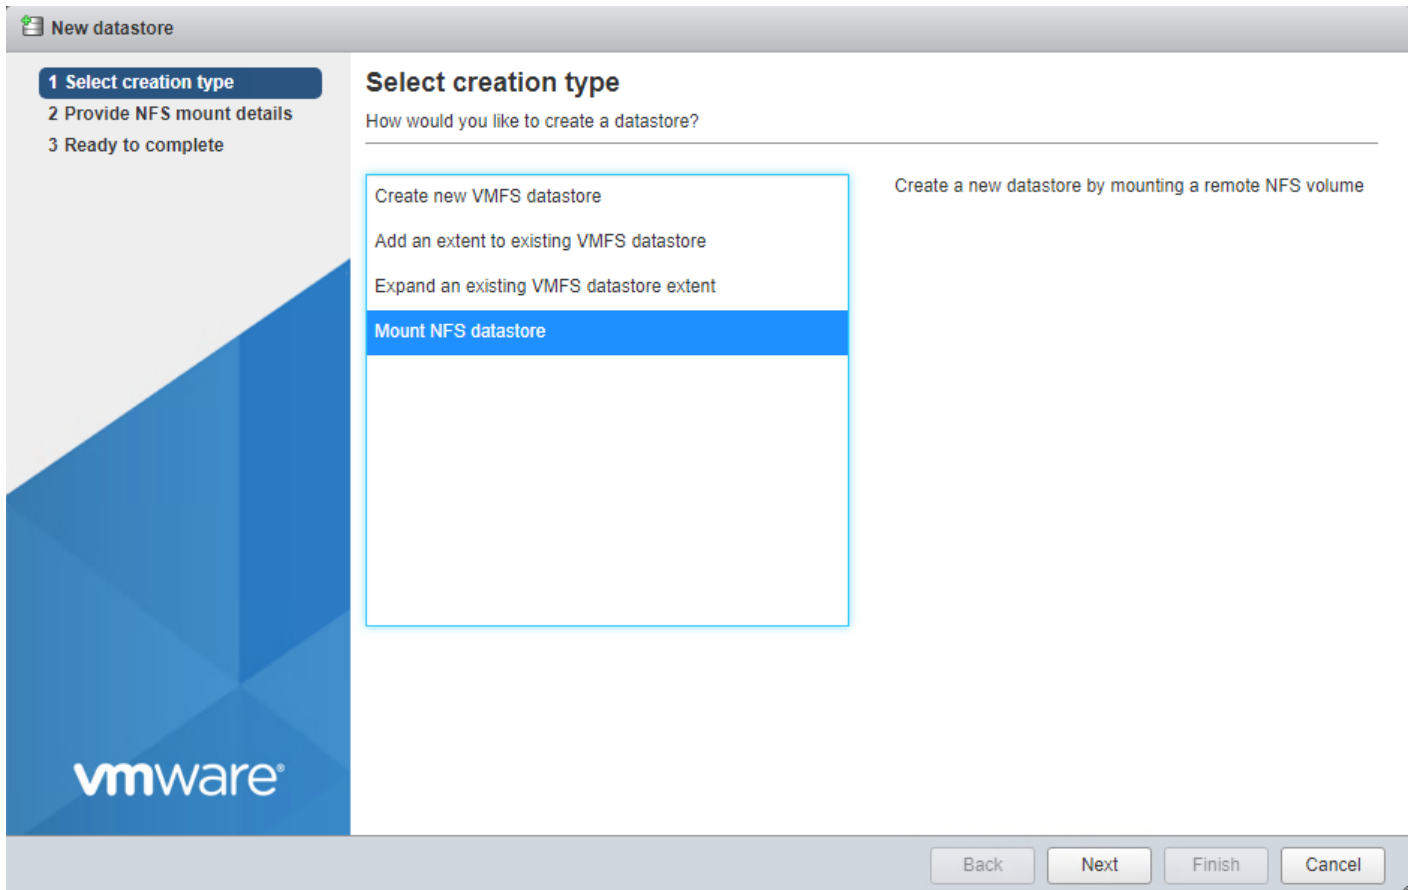 New datastore
1 Select creation type
2 Provide NFS mount details
3 Ready to complete
Select creation type
How would you like to create a datastore?
Create new VMFS datastore
Add an extent to existing VMFS datastore
Expand an existing VMFS datastore extent
Mount NFS datastore
Create a new datastore by mounting a remote NFS volume
vmware®
Back Next Finish Cancel